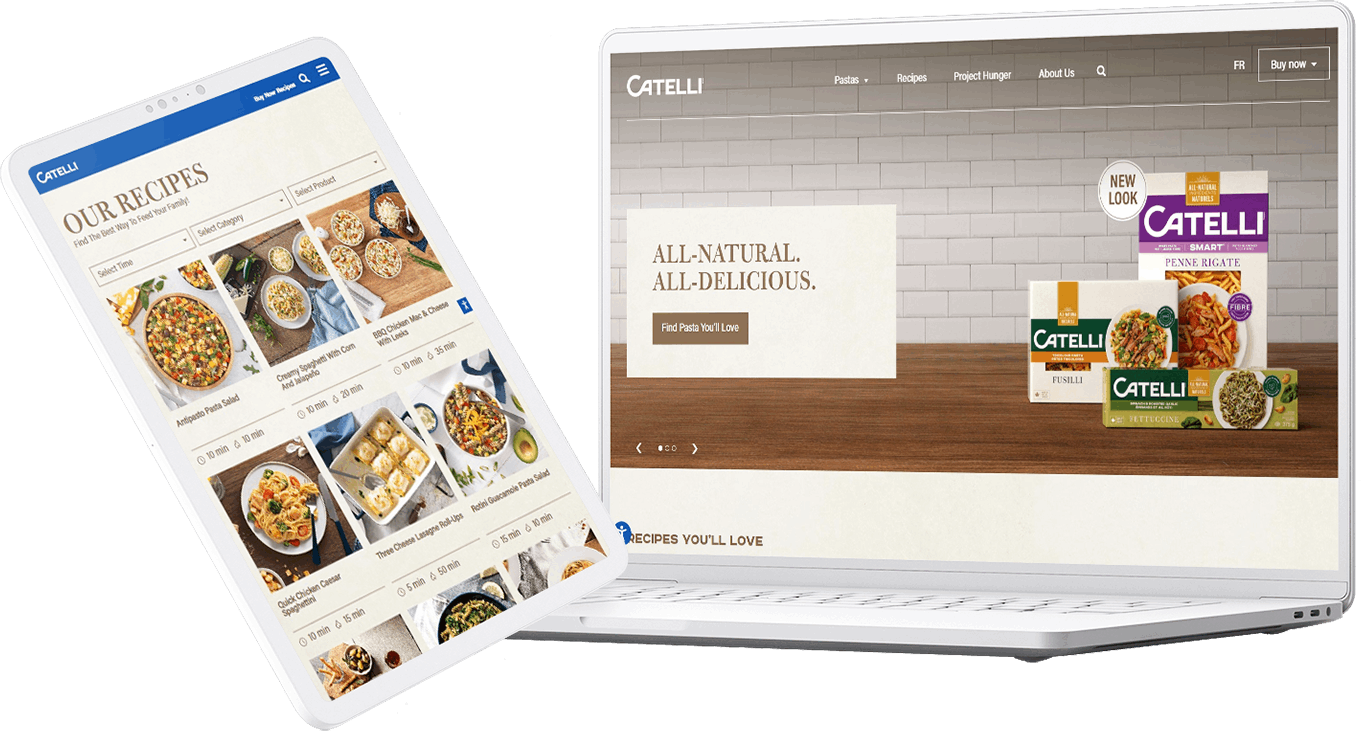 CATELLI
Buy Now Recipes
OUR RECIPES
Find The Best Way To Feed Your Family!
Select Time
Select Category
Select Product
Antipasto Pasta Salad
10 min 10 min
Creamy Spaghetti With Corn
And Jalapeño
10 min 20 min
BBQ Chicken Mac & Cheese
With Leeks
10 min 35 min
Quick Chicken Caesar
Spaghettini
10 min 15 min
Three Cheese Lasagne Roll-Ups
5 min 50 min
Rotini Guacamole Pasta Salad
15 min 10 min
CATELLI
Pastas
Recipes
Project Hunger
About Us
FR
Buy now
ALL-NATURAL.
ALL-DELICIOUS.
Find Pasta You'll Love
NEW
LOOK
ALL-NATURAL
INGREDIENTS
NATURELS
CATELLI
SMART
PENNE RIGATE
FIBRE
CATELLI
FUSILLI
CATELLI
FETTUCCINE
RECIPES YOU'LL LOVE